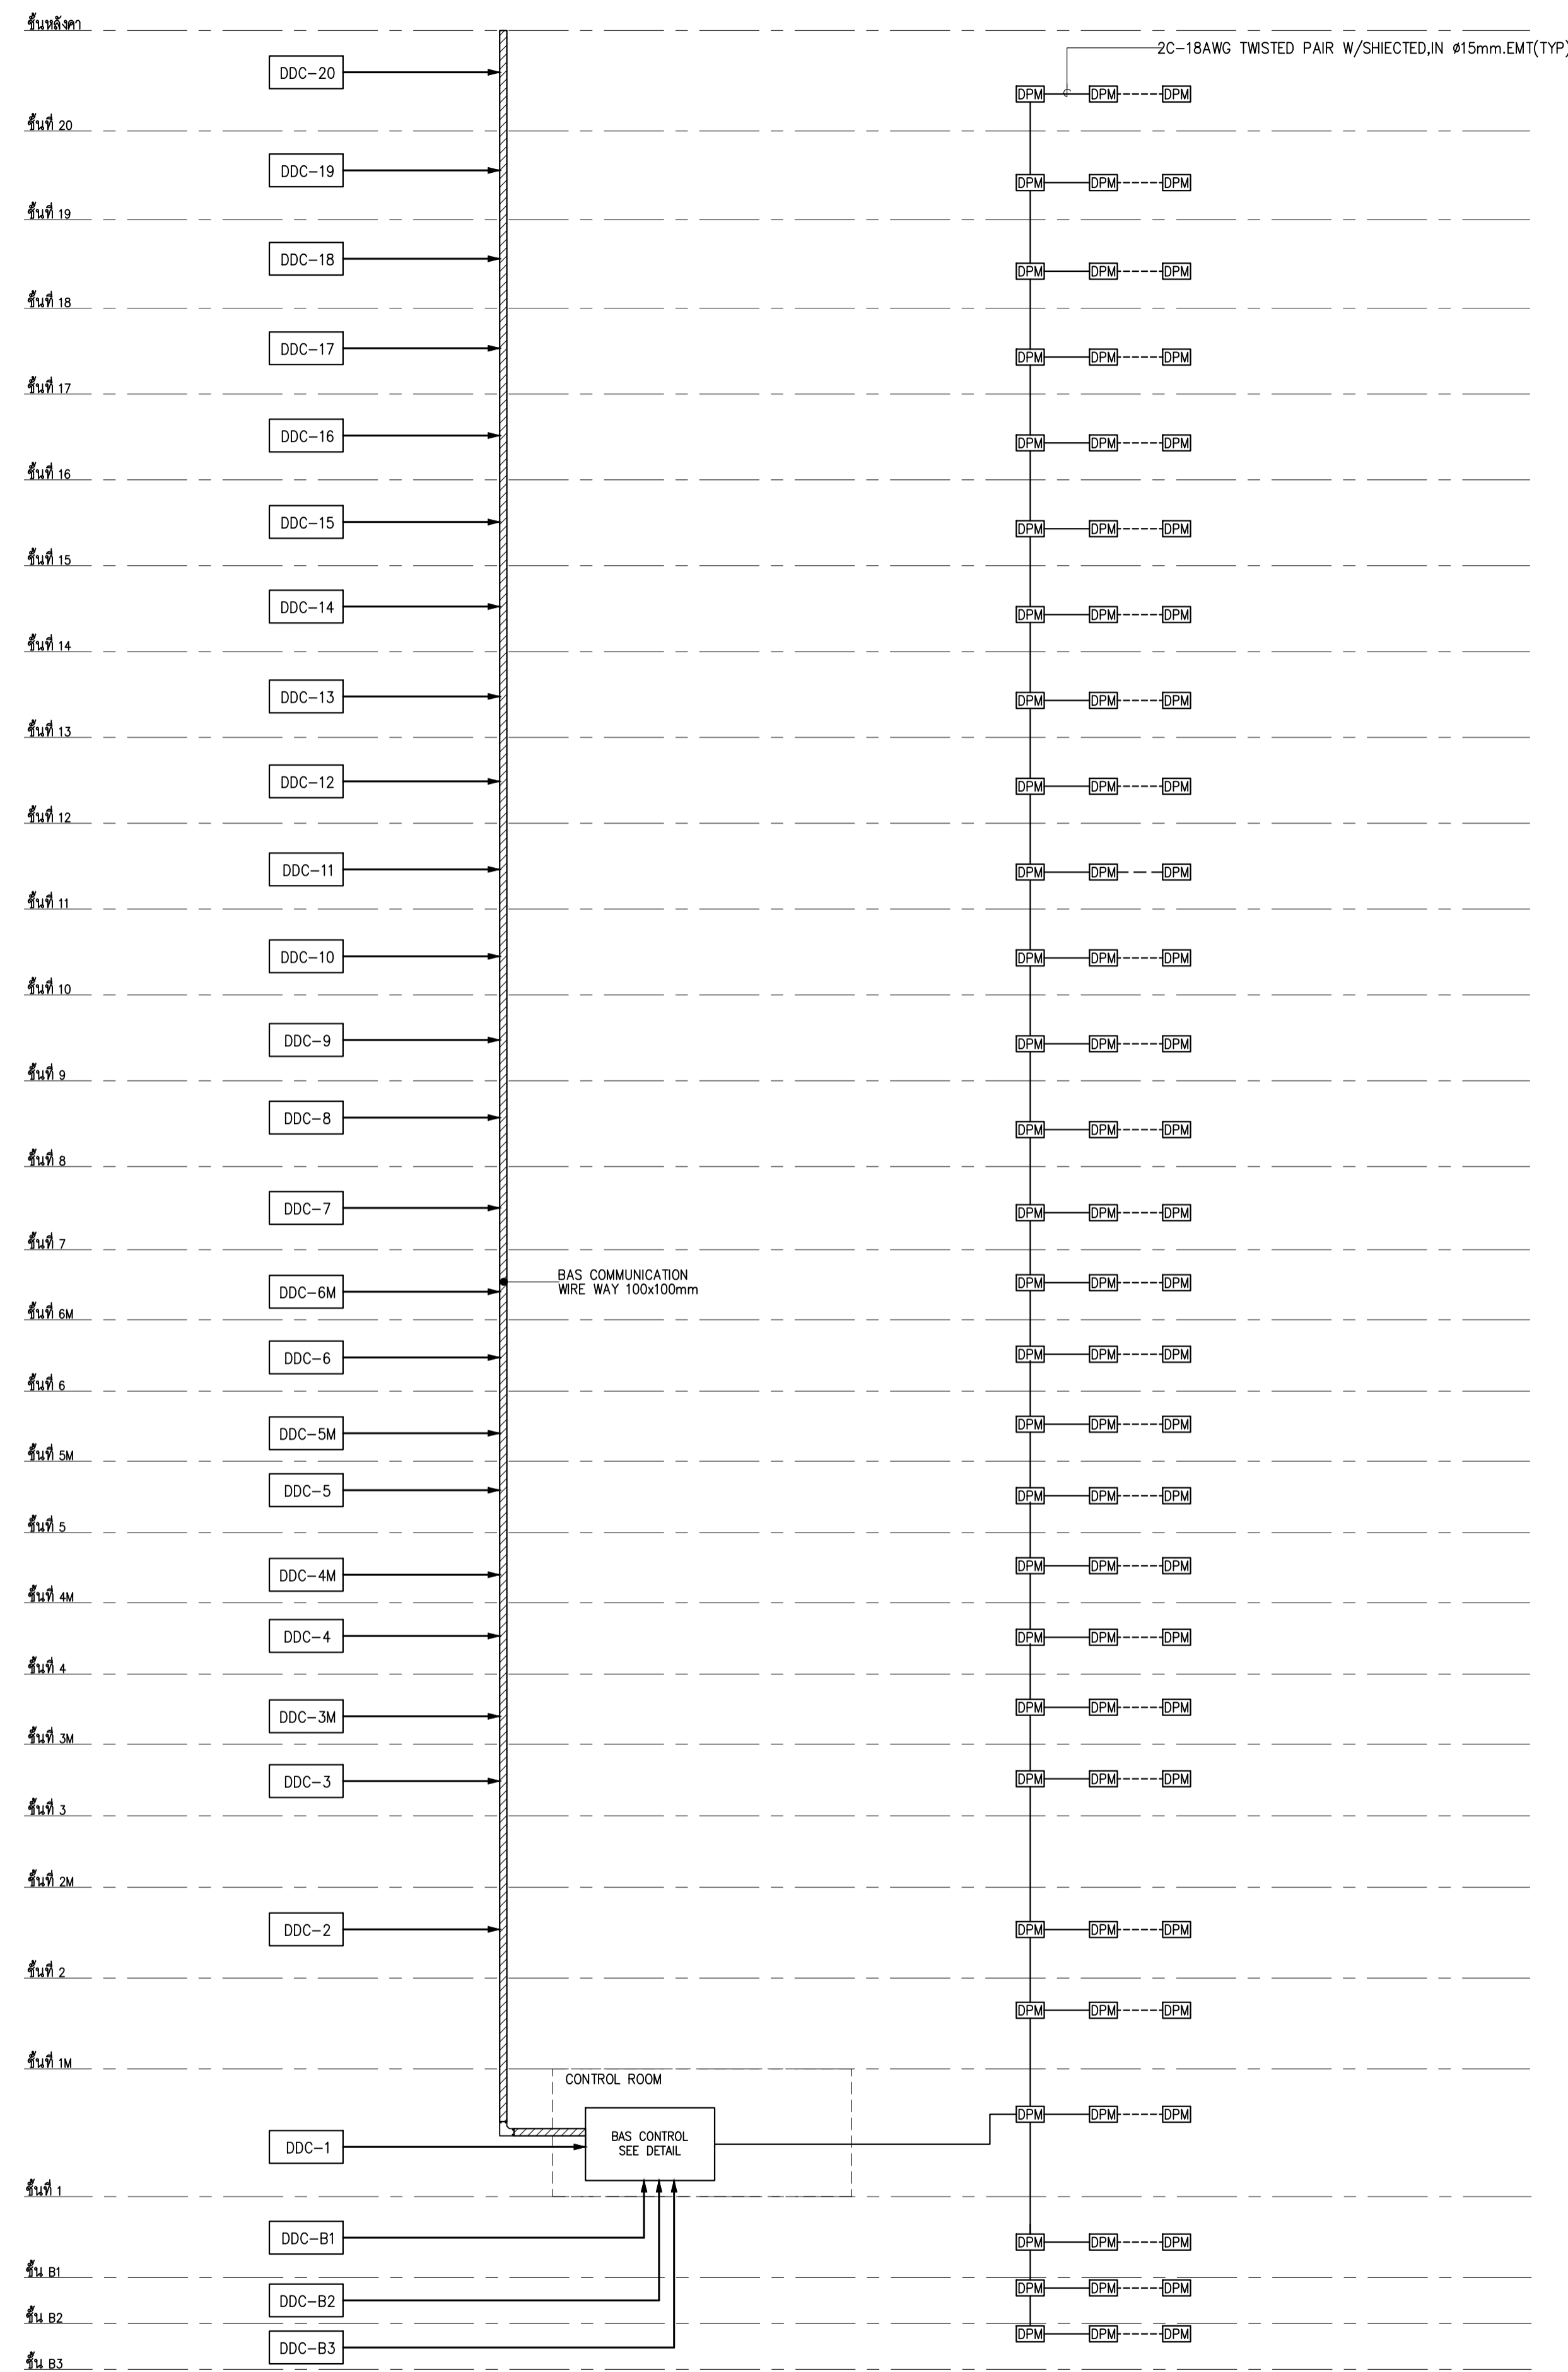 ชั้นหลังคา
2C-18AWG TWISTED PAIR W/SHIECTED,IN ø15mm.EMT(TYP)
DDC-20
DPM DPM DPM
ชั้นที่ 20
DDC-19
DPM DPM DPM
ชั้นที่ 19
DDC-18
DPM DPM DPM
ชั้นที่ 18
DDC-17
DPM DPM DPM
ชั้นที่ 17
DDC-16
DPM DPM DPM
ชั้นที่ 16
DDC-15
DPM DPM DPM
ชั้นที่ 15
DDC-14
DPM DPM DPM
ชั้นที่ 14
DDC-13
DPM DPM DPM
ชั้นที่ 13
DDC-12
DPM DPM DPM
ชั้นที่ 12
DDC-11
DPM DPM DPM
ชั้นที่ 11
DDC-10
DPM DPM DPM
ชั้นที่ 10
DDC-9
DPM DPM DPM
ชั้นที่ 9
DDC-8
DPM DPM DPM
ชั้นที่ 8
DDC-7
DPM DPM DPM
ชั้นที่ 7
BAS COMMUNICATION
WIRE WAY 100x100mm
DDC-6M
DPM DPM DPM
ชั้นที่ 6M
DDC-6
DPM DPM DPM
ชั้นที่ 6
DDC-5M
DPM DPM DPM
ชั้นที่ 5M
DDC-5
DPM DPM DPM
ชั้นที่ 5
DDC-4M
DPM DPM DPM
ชั้นที่ 4M
DDC-4
DPM DPM DPM
ชั้นที่ 4
DDC-3M
DPM DPM DPM
ชั้นที่ 3M
DDC-3
DPM DPM DPM
ชั้นที่ 3
ชั้นที่ 2M
DDC-2
DPM DPM DPM
ชั้นที่ 2
DPM DPM DPM
ชั้นที่ 1M
CONTROL ROOM
DPM DPM DPM
BAS CONTROL
SEE DETAIL
DDC-1
ชั้นที่ 1
DDC-B1
DPM DPM DPM
ชั้น B1
DDC-B2
DPM DPM DPM
ชั้น B2
DDC-B3
DPM DPM DPM
ชั้น B3